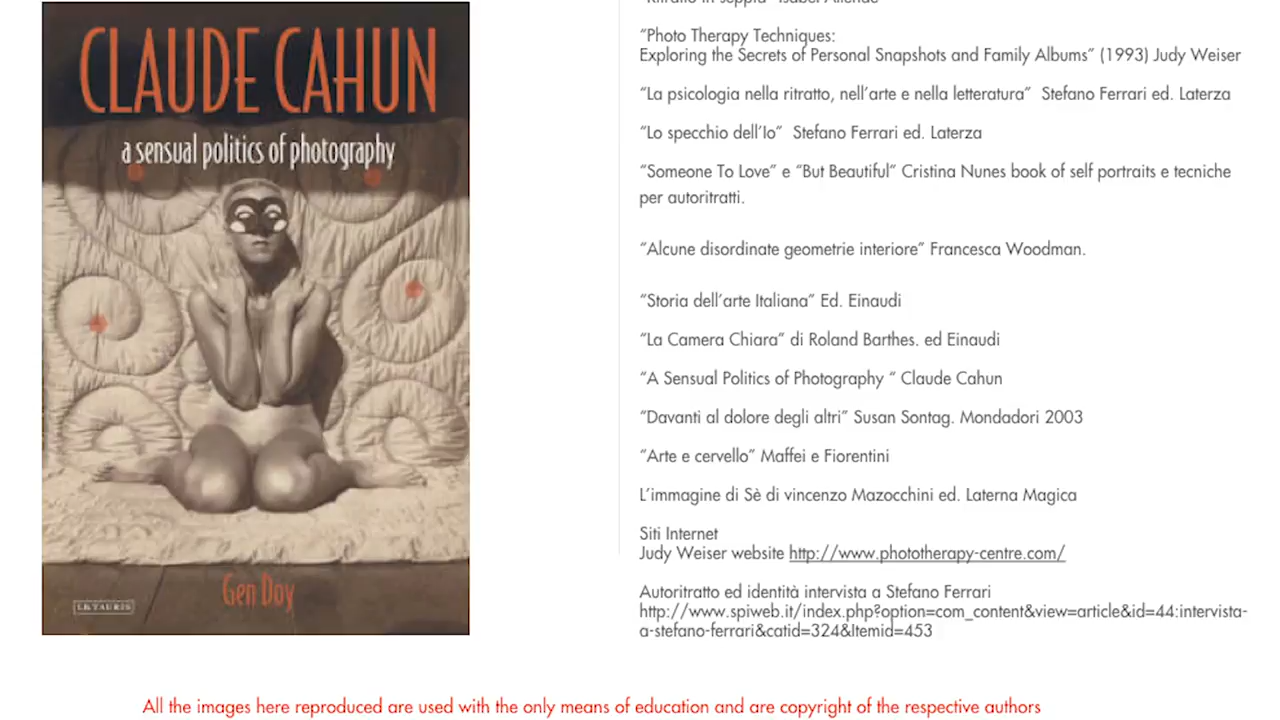 CLAUDE CAHUN
a sensual politics of photography
Gen Doy
I.B.TAURIS
“Ritratto in seppia” Isabel Allende
“Photo Therapy Techniques:
Exploring the Secrets of Personal Snapshots and Family Albums” (1993) Judy Weiser
“La psicologia nella ritratto, nell’arte e nella letteratura”  Stefano Ferrari ed. Laterza
“Lo specchio dell’Io”  Stefano Ferrari ed. Laterza
“Someone To Love” e “But Beautiful” Cristina Nunes book of self portraits e tecniche
per autoritratti.
“Alcune disordinate geometrie interiore” Francesca Woodman.
“Storia dell’arte Italiana” Ed. Einaudi
“La Camera Chiara” di Roland Barthes. ed Einaudi
“A Sensual Politics of Photography “ Claude Cahun
“Davanti al dolore degli altri” Susan Sontag. Mondadori 2003
“Arte e cervello” Maffei e Fiorentini
L’immagine di Sè di vincenzo Mazocchini ed. Laterna Magica
Siti Internet
Judy Weiser website http://www.phototherapy-centre.com/
Autoritratto ed identità intervista a Stefano Ferrari
http://www.spiweb.it/index.php?option=com_content&view=article&id=44:intervista-
a-stefano-ferrari&catid=324&Itemid=453
All the images here reproduced are used with the only means of education and are copyright of the respective authors